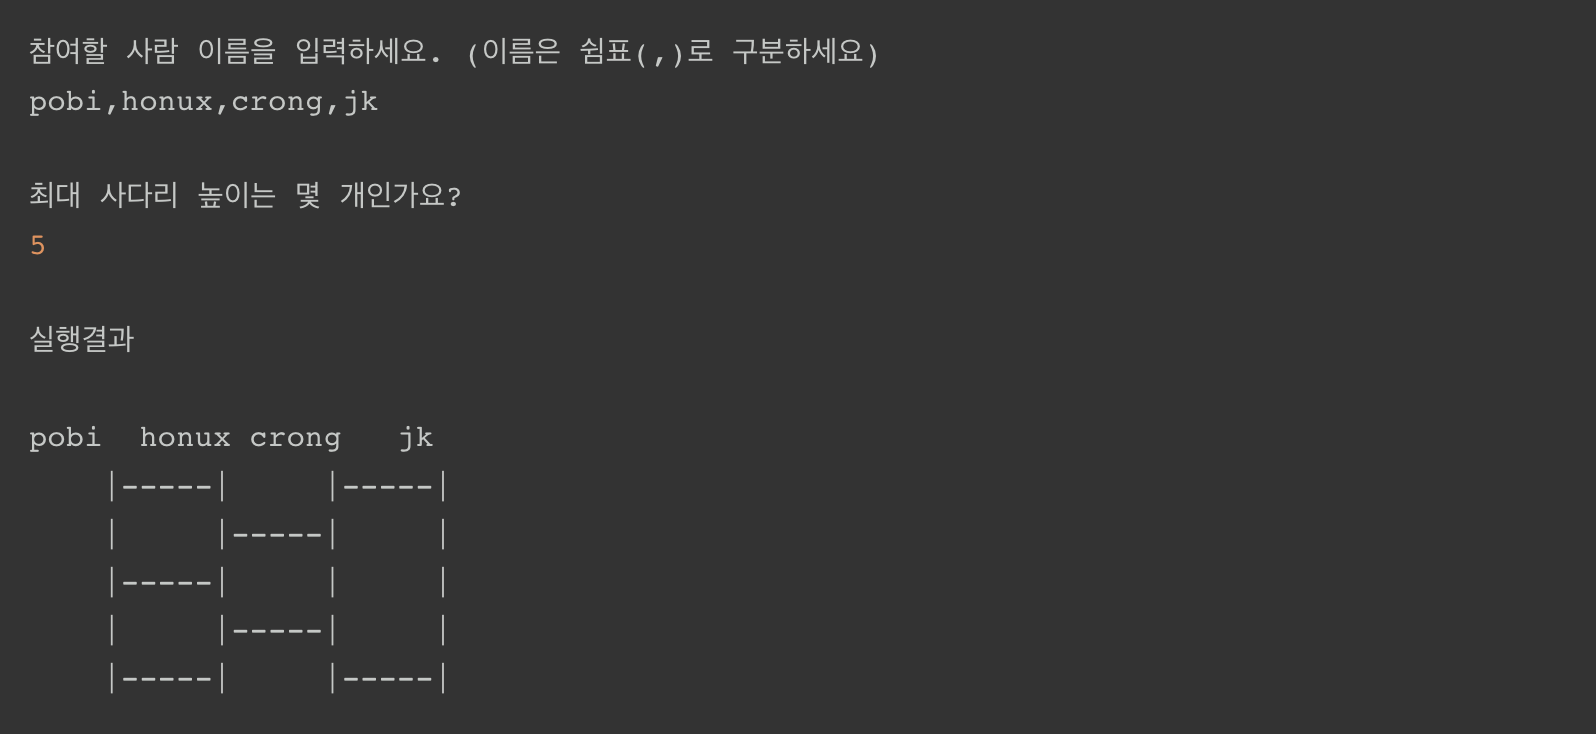 참여할 사람 이름을 입력하세요. (이름은 쉼표(,)로 구분하세요)
pobi,honux,crong,jk
최대 사다리 높이는 몇 개인가요?
5
실행결과
pobi  honux crong   jk
    |-----|     |-----|
    |     |-----|     |
    |-----|     |     |
    |     |-----|     |
    |-----|     |-----|